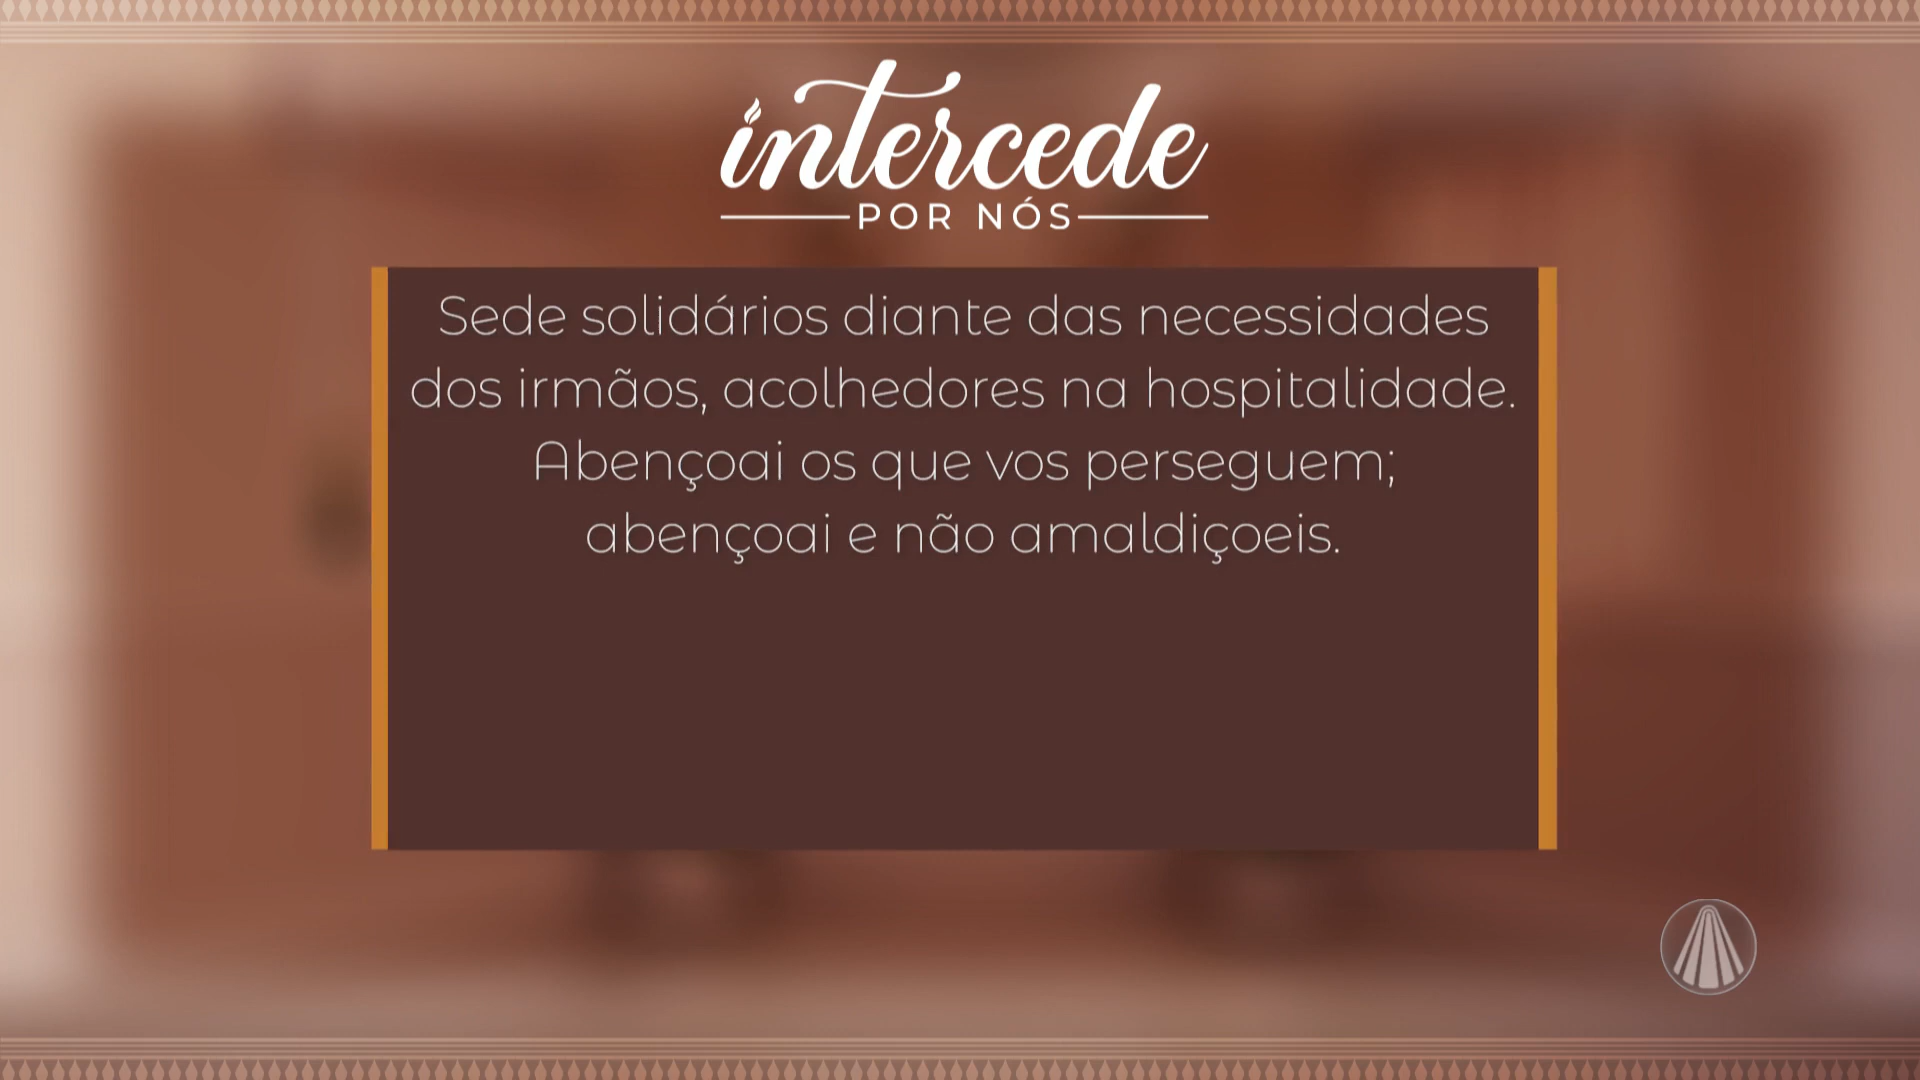 intercede
POR NÓS
Sede solidários diante das necessidades
dos irmãos, acolhedores na hospitalidade.
Abençoai os que vos perseguem;
abençoai e não amaldiçoeis.